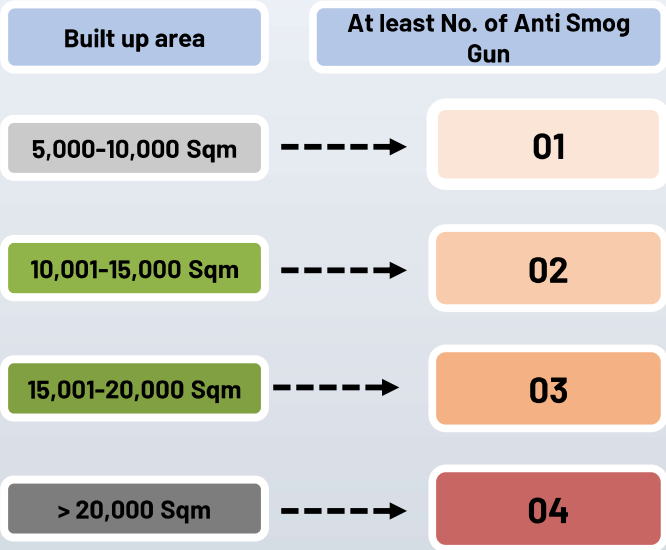 Built up area
At least No. of Anti Smog
Gun
5,000-10,000 Sqm
01
10,001-15,000 Sqm
02
15,001-20,000 Sqm
03
> 20,000 Sqm
04